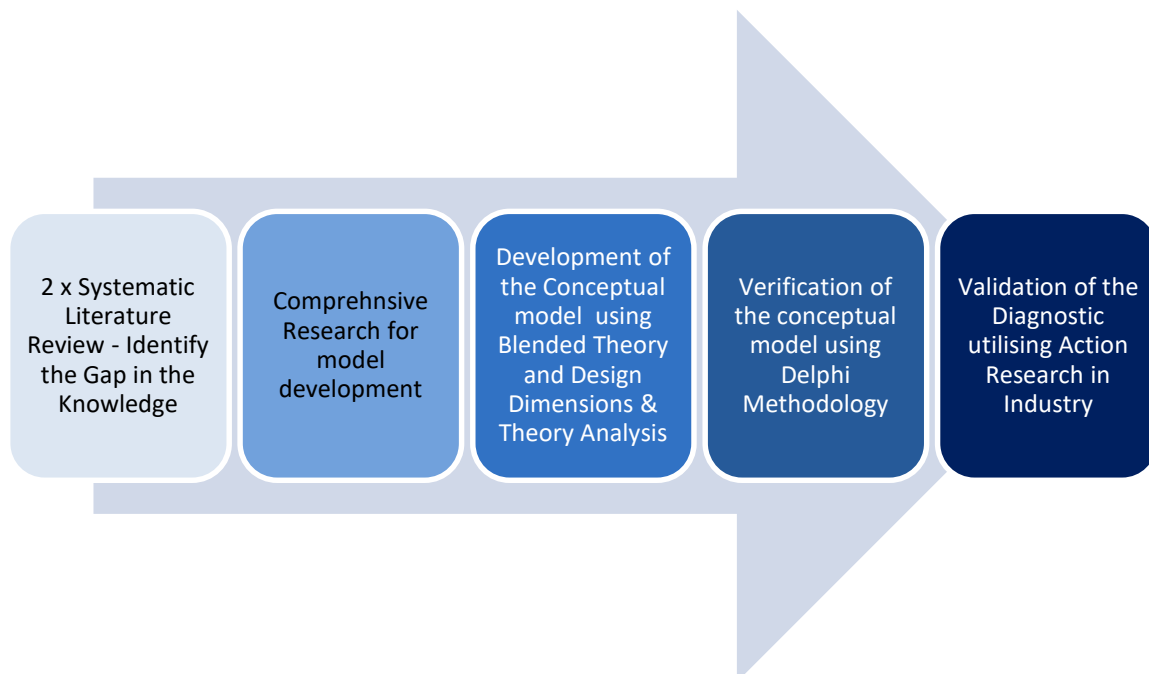 2 x Systematic
Literature
Review - Identify
the Gap in the
Knowledge
Comprehnsive
Research for
model
development
Development of
the Conceptual
model using
Blended Theory
and Design
Dimensions &
Theory Analysis
Verification of
the conceptual
model using
Delphi
Methodology
Validation of the
Diagnostic
utilising Action
Research in
Industry